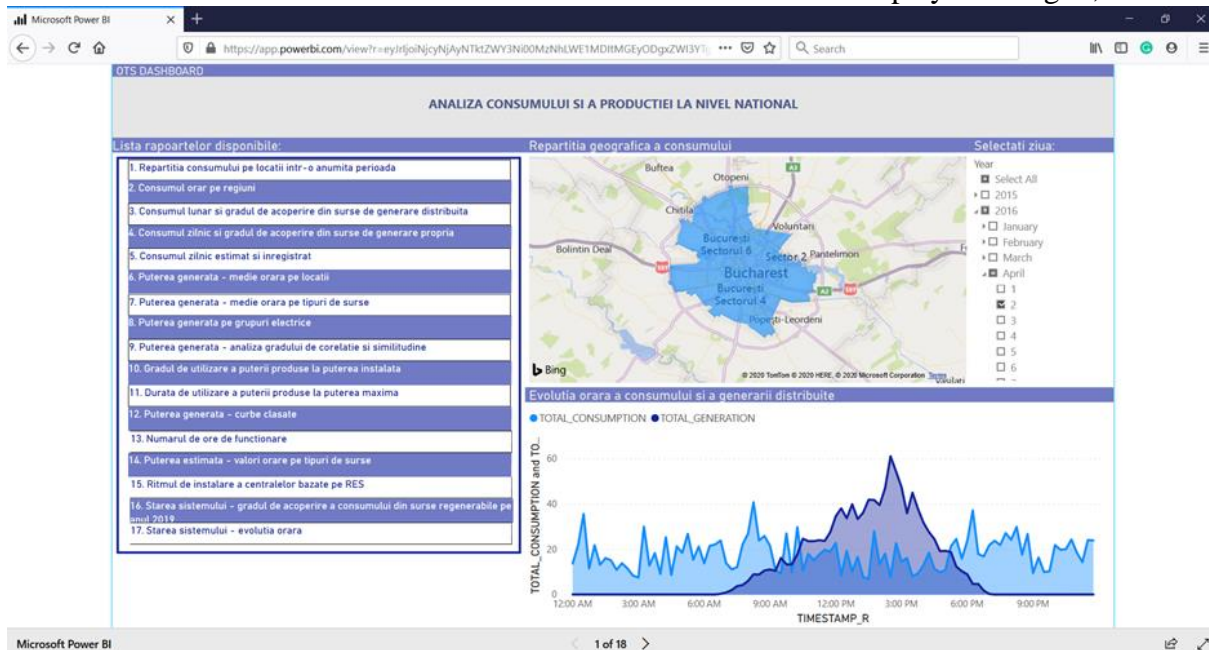 Microsoft Power BI
https://app.powerbi.com/view?r=
Search
OTS DASHBOARD
ANALIZA CONSUMULUI SI A PRODUCTIEI LA NIVEL NATIONAL
Lista rapoartelor disponibile:
1. Repartitia consumului pe locatii intr-o anumita perioada
2. Consumul orar pe regiuni
3. Consumul lunar si gradul de acoperire din surse de generare distribuita
4. Consumul zilnic si gradul de acoperire din surse de generare propria
5. Consumul zilnic estimat si inregistrat
6. Puterea generata - medie orara pe locatii
7. Puterea generata - medie orara pe tipuri de surse
8. Puterea generata pe grupuri electrice
9. Puterea generata - analiza gradului de corelatie si similitudine
10. Gradul de utilizare a puterii produse la puterea instalata
11. Durata de utilizare a puterii produse la puterea maxima
12. Puterea generata - curbe clasate
13. Numarul de ore de functionare
14. Puterea estimata - valori orare pe tipuri de surse
15. Ritmul de instalare a centralelor bazate pe RES
16. Starea sistemului - gradul de acoperire a consumului din surse regenerabile pe
anul 2019
17. Starea sistemului - evolutia orara
Repartitia geografica a consumului
Buftea
Otopeni
A3
Chitila
Voluntari
Bolintin Deal
București
Sectorul 6
Sector 2
Pantelimon
Bucharest
București
Sectorul 4
A2
Popești-Leordeni
Bing
© 2020 TomTom © 2020 HERE, © 2020 Microsoft Corporation Terms
Selectati ziua:
Year
Select All
2015
2016
January
February
March
April
1
2
3
4
5
6
Evolutia orara a consumului si a generarii distribuite
TOTAL_CONSUMPTION TOTAL_GENERATION
TOTAL_CONSUMPTION and TO...
60
40
20
0
12:00 AM 3:00 AM 6:00 AM 9:00 AM 12:00 PM 3:00 PM 6:00 PM 9:00 PM
TIMESTAMP_R
Microsoft Power BI
1 of 18